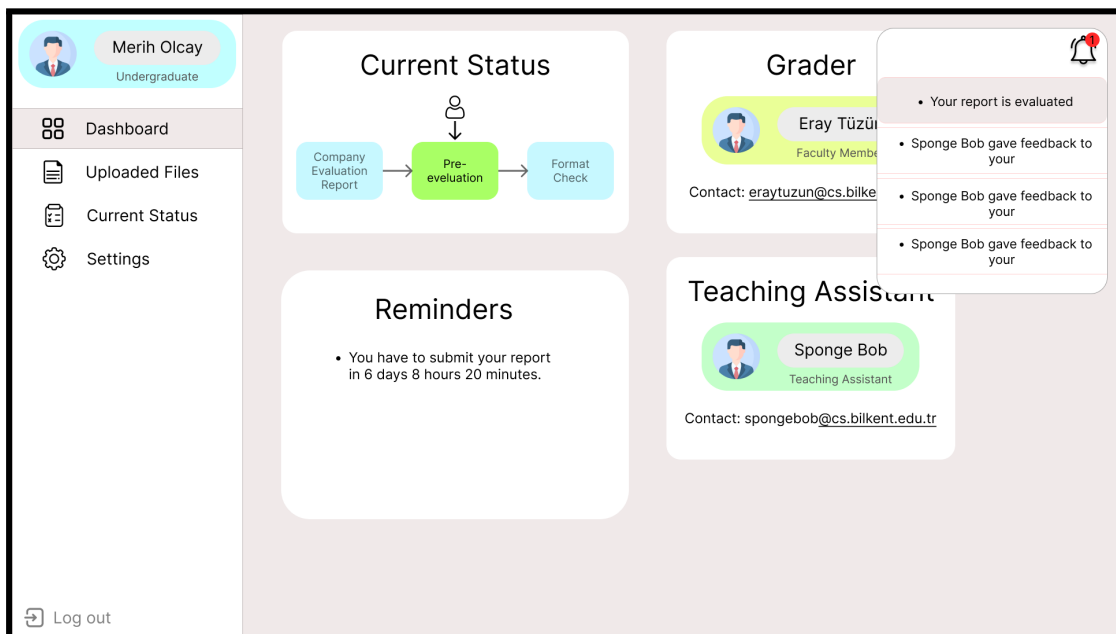 Merih Olcay
Undergraduate
Dashboard
Uploaded Files
Current Status
Settings
Log out
Current Status
Company
Evaluation
Report
Pre-
eveluation
Format
Check
Reminders
• You have to submit your report
in 6 days 8 hours 20 minutes.
Grader
Eray Tüzün
Faculty Membe
Contact: eraytuzun@cs.bilke
Teaching Assistant
Sponge Bob
Teaching Assistant
Contact: spongebob@cs.bilkent.edu.tr
1
• Your report is evaluated
• Sponge Bob gave feedback to
your
• Sponge Bob gave feedback to
your
• Sponge Bob gave feedback to
your